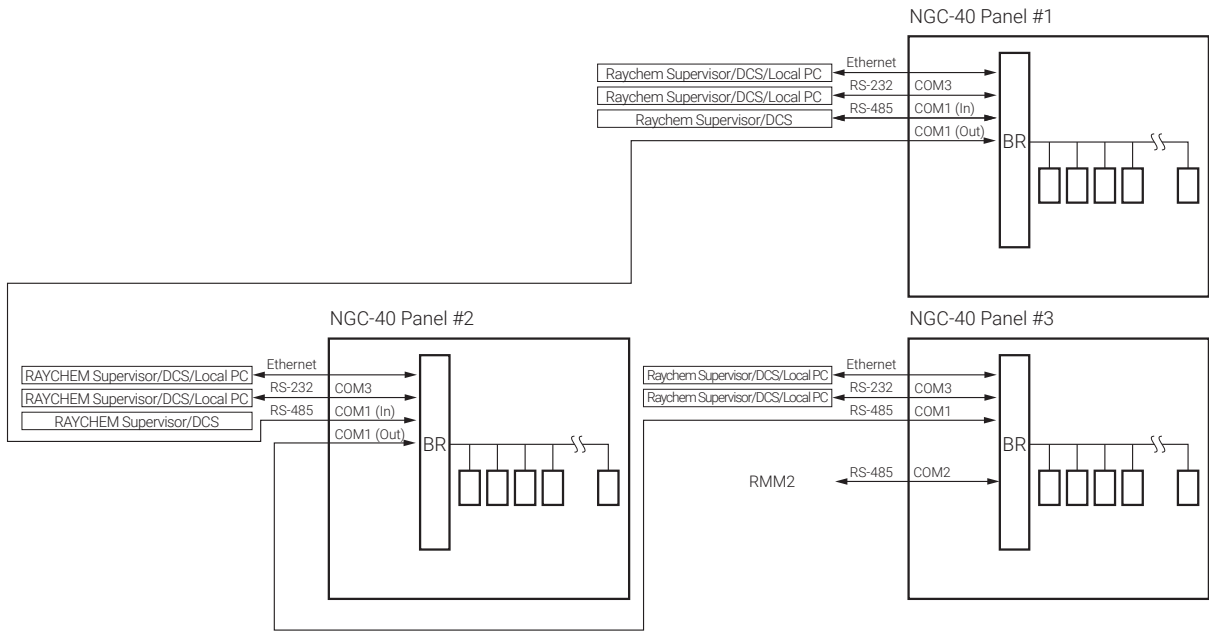 NGC-40 Panel #1
Raychem Supervisor/DCS/Local PC
Ethernet
Raychem Supervisor/DCS/Local PC
RS-232
COM3
Raychem Supervisor/DCS
RS-485
COM1 (In)
COM1 (Out)
BR
NGC-40 Panel #2
RAYCHEM Supervisor/DCS/Local PC
Ethernet
RAYCHEM Supervisor/DCS/Local PC
RS-232
COM3
RAYCHEM Supervisor/DCS
RS-485
COM1 (In)
COM1 (Out)
BR
NGC-40 Panel #3
Raychem Supervisor/DCS/Local PC
Ethernet
Raychem Supervisor/DCS/Local PC
RS-232
COM3
RS-485
COM1
BR
RMM2
RS-485
COM2